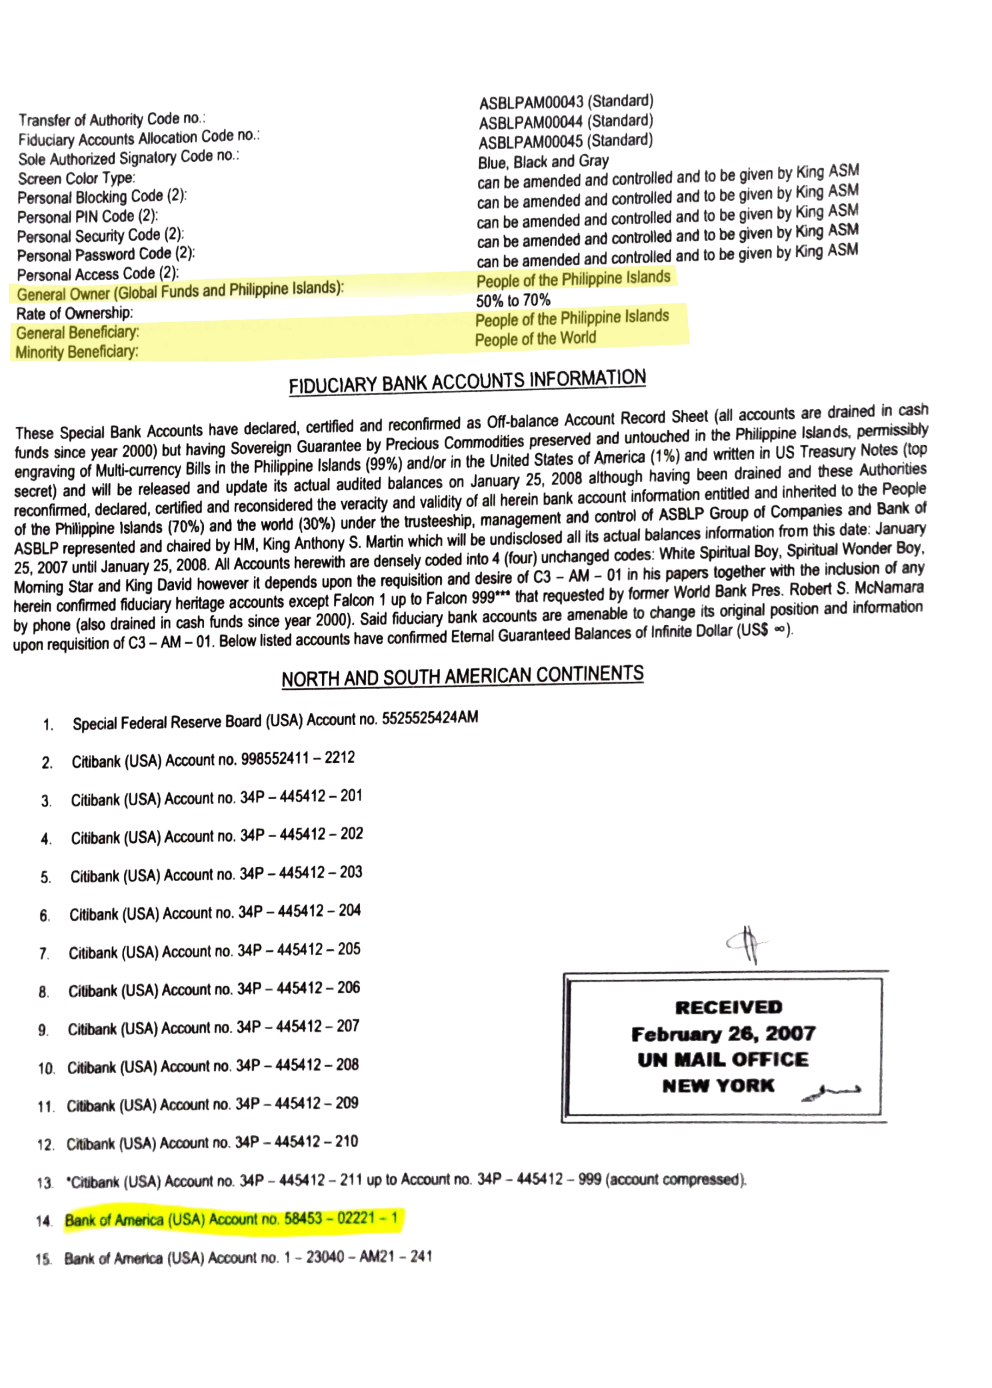 Transfer of Authority Code no.: ASBLPAM00043 (Standard)
Fiduciary Accounts Allocation Code no.: ASBLPAM00044 (Standard)
Sole Authorized Signatory Code no.: ASBLPAM00045 (Standard)
Screen Color Type: Blue, Black and Gray
Personal Blocking Code (2): can be amended and controlled and to be given by King ASM
Personal PIN Code (2): can be amended and controlled and to be given by King ASM
Personal Security Code (2): can be amended and controlled and to be given by King ASM
Personal Password Code (2): can be amended and controlled and to be given by King ASM
Personal Access Code (2): can be amended and controlled and to be given by King ASM
General Owner (Global Funds and Philippine Islands): People of the Philippine Islands
Rate of Ownership: 50% to 70%
General Beneficiary: People of the Philippine Islands
Minority Beneficiary: People of the World
FIDUCIARY BANK ACCOUNTS INFORMATION
These Special Bank Accounts have declared, certified and reconfirmed as Off-balance Account Record Sheet (all accounts are drained in cash
funds since year 2000) but having Sovereign Guarantee by Precious Commodities preserved and untouched in the Philippine Islands, permissibly
engraving of Multi-currency Bills in the Philippine Islands (99%) and/or in the United States of America (1%) and written in US Treasury Notes (top
secret) and will be released and update its actual audited balances on January 25, 2008 although having been drained and these Authorities
reconfirmed, declared, certified and reconsidered the veracity and validity of all herein bank account information entitled and inherited to the People
of the Philippine Islands (70%) and the world (30%) under the trusteeship, management and control of ASBLP Group of Companies and Bank of
ASBLP represented and chaired by HM, King Anthony S. Martin which will be undisclosed all its actual balances information from this date: January
25, 2007 until January 25, 2008. All Accounts herewith are densely coded into 4 (four) unchanged codes: White Spiritual Boy, Spiritual Wonder Boy,
Morning Star and King David however it depends upon the requisition and desire of C3 – AM – 01 in his papers together with the inclusion of any
herein confirmed fiduciary heritage accounts except Falcon 1 up to Falcon 999*** that requested by former World Bank Pres. Robert S. McNamara
by phone (also drained in cash funds since year 2000). Said fiduciary bank accounts are amenable to change its original position and information
upon requisition of C3 – AM – 01. Below listed accounts have confirmed Eternal Guaranteed Balances of Infinite Dollar (US$ ∞).
NORTH AND SOUTH AMERICAN CONTINENTS
1. Special Federal Reserve Board (USA) Account no. 5525525424AM
2. Citibank (USA) Account no. 998552411 – 2212
3. Citibank (USA) Account no. 34P – 445412 – 201
4. Citibank (USA) Account no. 34P – 445412 – 202
5. Citibank (USA) Account no. 34P – 445412 – 203
6. Citibank (USA) Account no. 34P – 445412 – 204
7. Citibank (USA) Account no. 34P – 445412 – 205
8. Citibank (USA) Account no. 34P – 445412 – 206
9. Citibank (USA) Account no. 34P – 445412 – 207
10. Citibank (USA) Account no. 34P – 445412 – 208
11. Citibank (USA) Account no. 34P – 445412 – 209
12. Citibank (USA) Account no. 34P – 445412 – 210
13. *Citibank (USA) Account no. 34P – 445412 – 211 up to Account no. 34P – 445412 – 999 (account compressed).
14. Bank of America (USA) Account no. 58453 – 02221 – 1
15. Bank of America (USA) Account no. 1 – 23040 – AM21 – 241
RECEIVED
February 26, 2007
UN MAIL OFFICE
NEW YORK